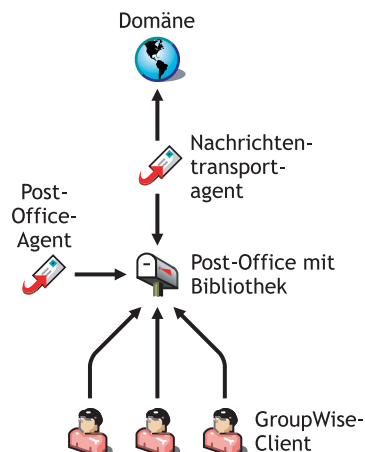 Domäne
Nachrichten-
transport-
agent
Post-
Office-
Agent
Post-Office mit
Bibliothek
GroupWise-
Client